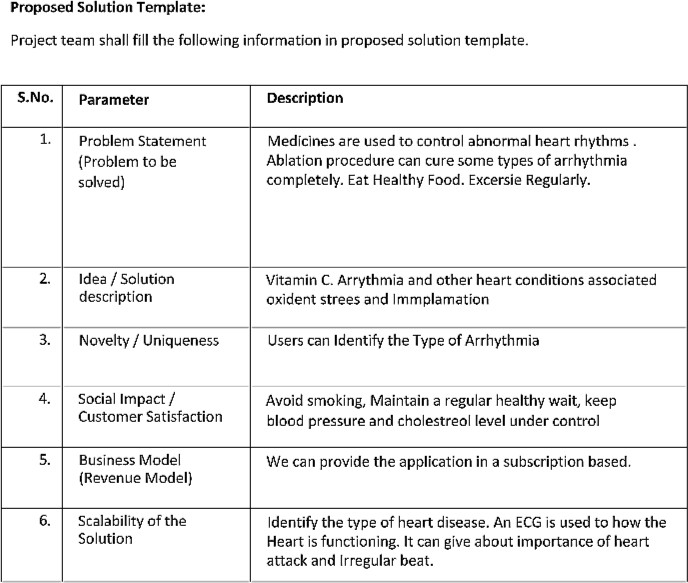 Proposed Solution Template:
Project team shall fill the following information in proposed solution template.
S.No. Parameter Description
1. Problem Statement Medicines are used to control abnormal heart rhythms .
(Problem to be Ablation procedure can cure some types of arrhythmia
solved) completely. Eat Healthy Food. Excersie Regularly.
2. Idea / Solution Vitamin C. Arrythmia and other heart conditions associated
description oxident strees and Immplamation
3. Novelty / Uniqueness Users can Identify the Type of Arrhythmia
4. Social Impact / Avoid smoking, Maintain a regular healthy wait, keep
Customer Satisfaction blood pressure and cholestreol level under control
5. Business Model We can provide the application in a subscription based.
(Revenue Model)
6. Scalability of the Identify the type of heart disease. An ECG is used to how the
Solution Heart is functioning. It can give about importance of heart
attack and Irregular beat.